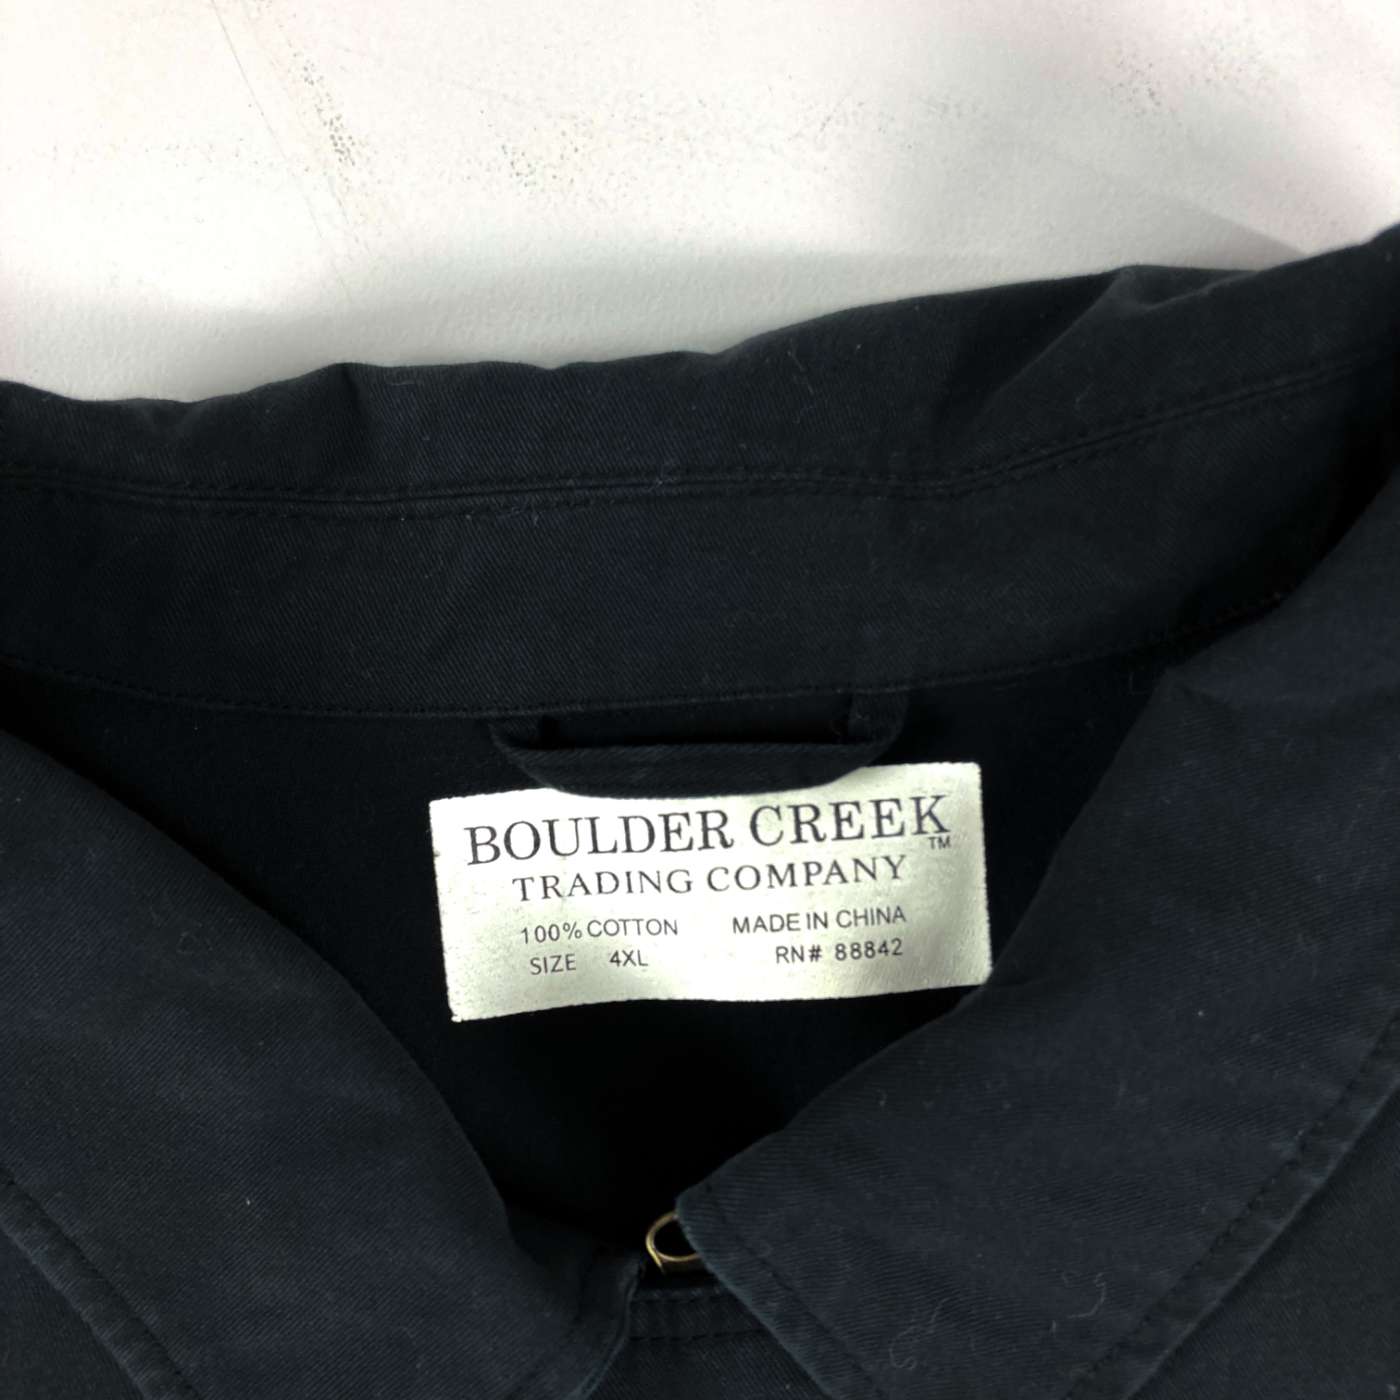 BOULDER CREEK™
TRADING COMPANY
100% COTTON MADE IN CHINA
SIZE 4XL RN# 88842